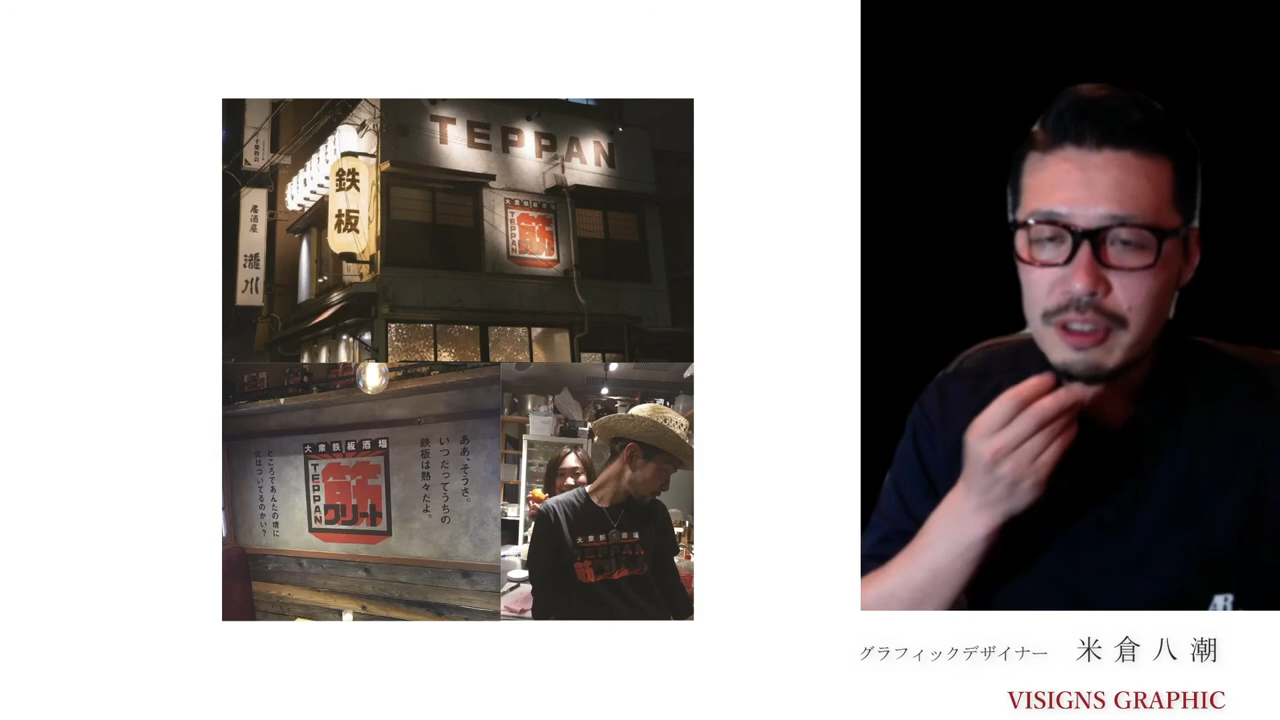 TEPPAN
鉄板
居酒屋 瀧川
大衆鉄板酒場
TEPPAN
筋
大衆鉄板酒場
TEPPAN
筋
コンクリート
ああ、そうさ。
いつだってうちの
鉄板は熱々だよ。
ところであんたの魂に
火はついてるのかい?
大衆鉄板酒場
TEPPAN
筋
グラフィックデザイナー 米倉八潮
VISIGNS GRAPHIC